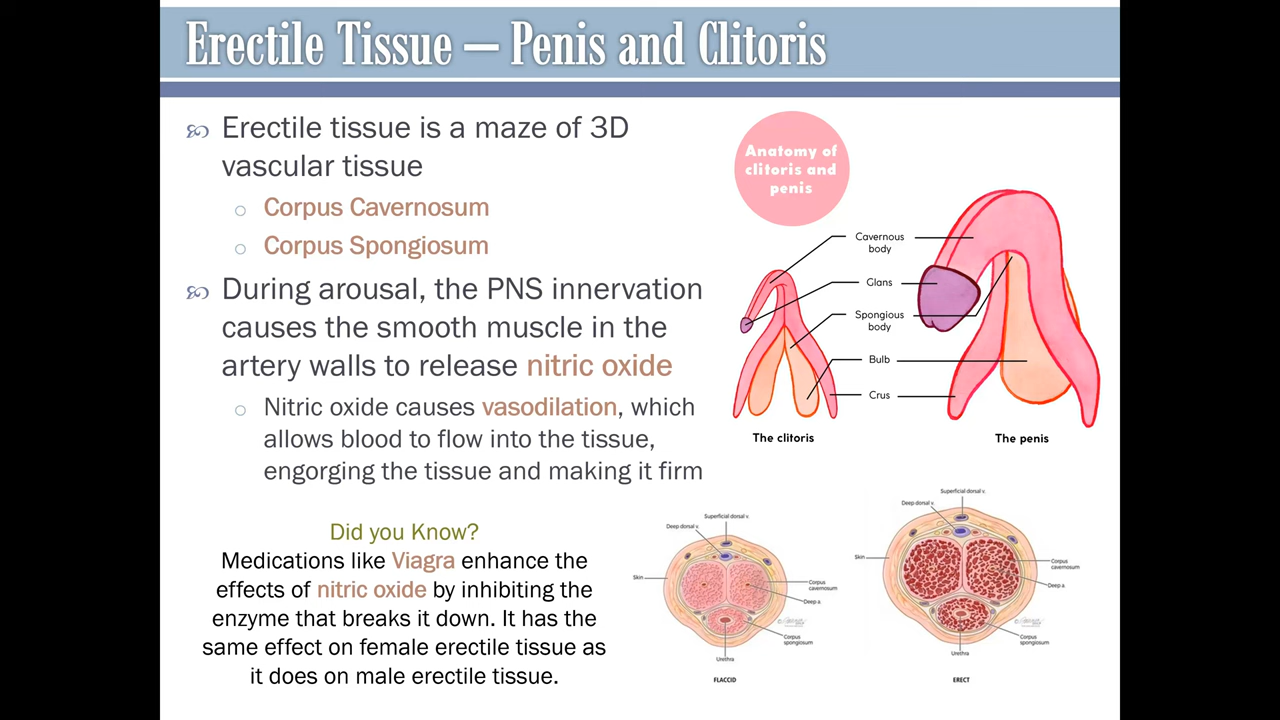 Erectile Tissue — Penis and Clitoris
Erectile tissue is a maze of 3D
vascular tissue
Corpus Cavernosum
Corpus Spongiosum
During arousal, the PNS innervation
causes the smooth muscle in the
artery walls to release nitric oxide
Nitric oxide causes vasodilation, which
allows blood to flow into the tissue,
engorging the tissue and making it firm
Did you Know?
Medications like Viagra enhance the
effects of nitric oxide by inhibiting the
enzyme that breaks it down. It has the
same effect on female erectile tissue as
it does on male erectile tissue.
Anatomy of
clitoris and
penis
Cavernous
body
Glans
Spongious
body
Bulb
Crus
The clitoris
The penis
Superficial dorsal v.
Deep dorsal v.
Skin
Corpus
cavernosum
Deep a.
Corpus
spongiosum
Urethra
FLACCID
Superficial dorsal v.
Deep dorsal v.
Skin
Corpus
cavernosum
Deep a.
Corpus
spongiosum
Urethra
ERECT